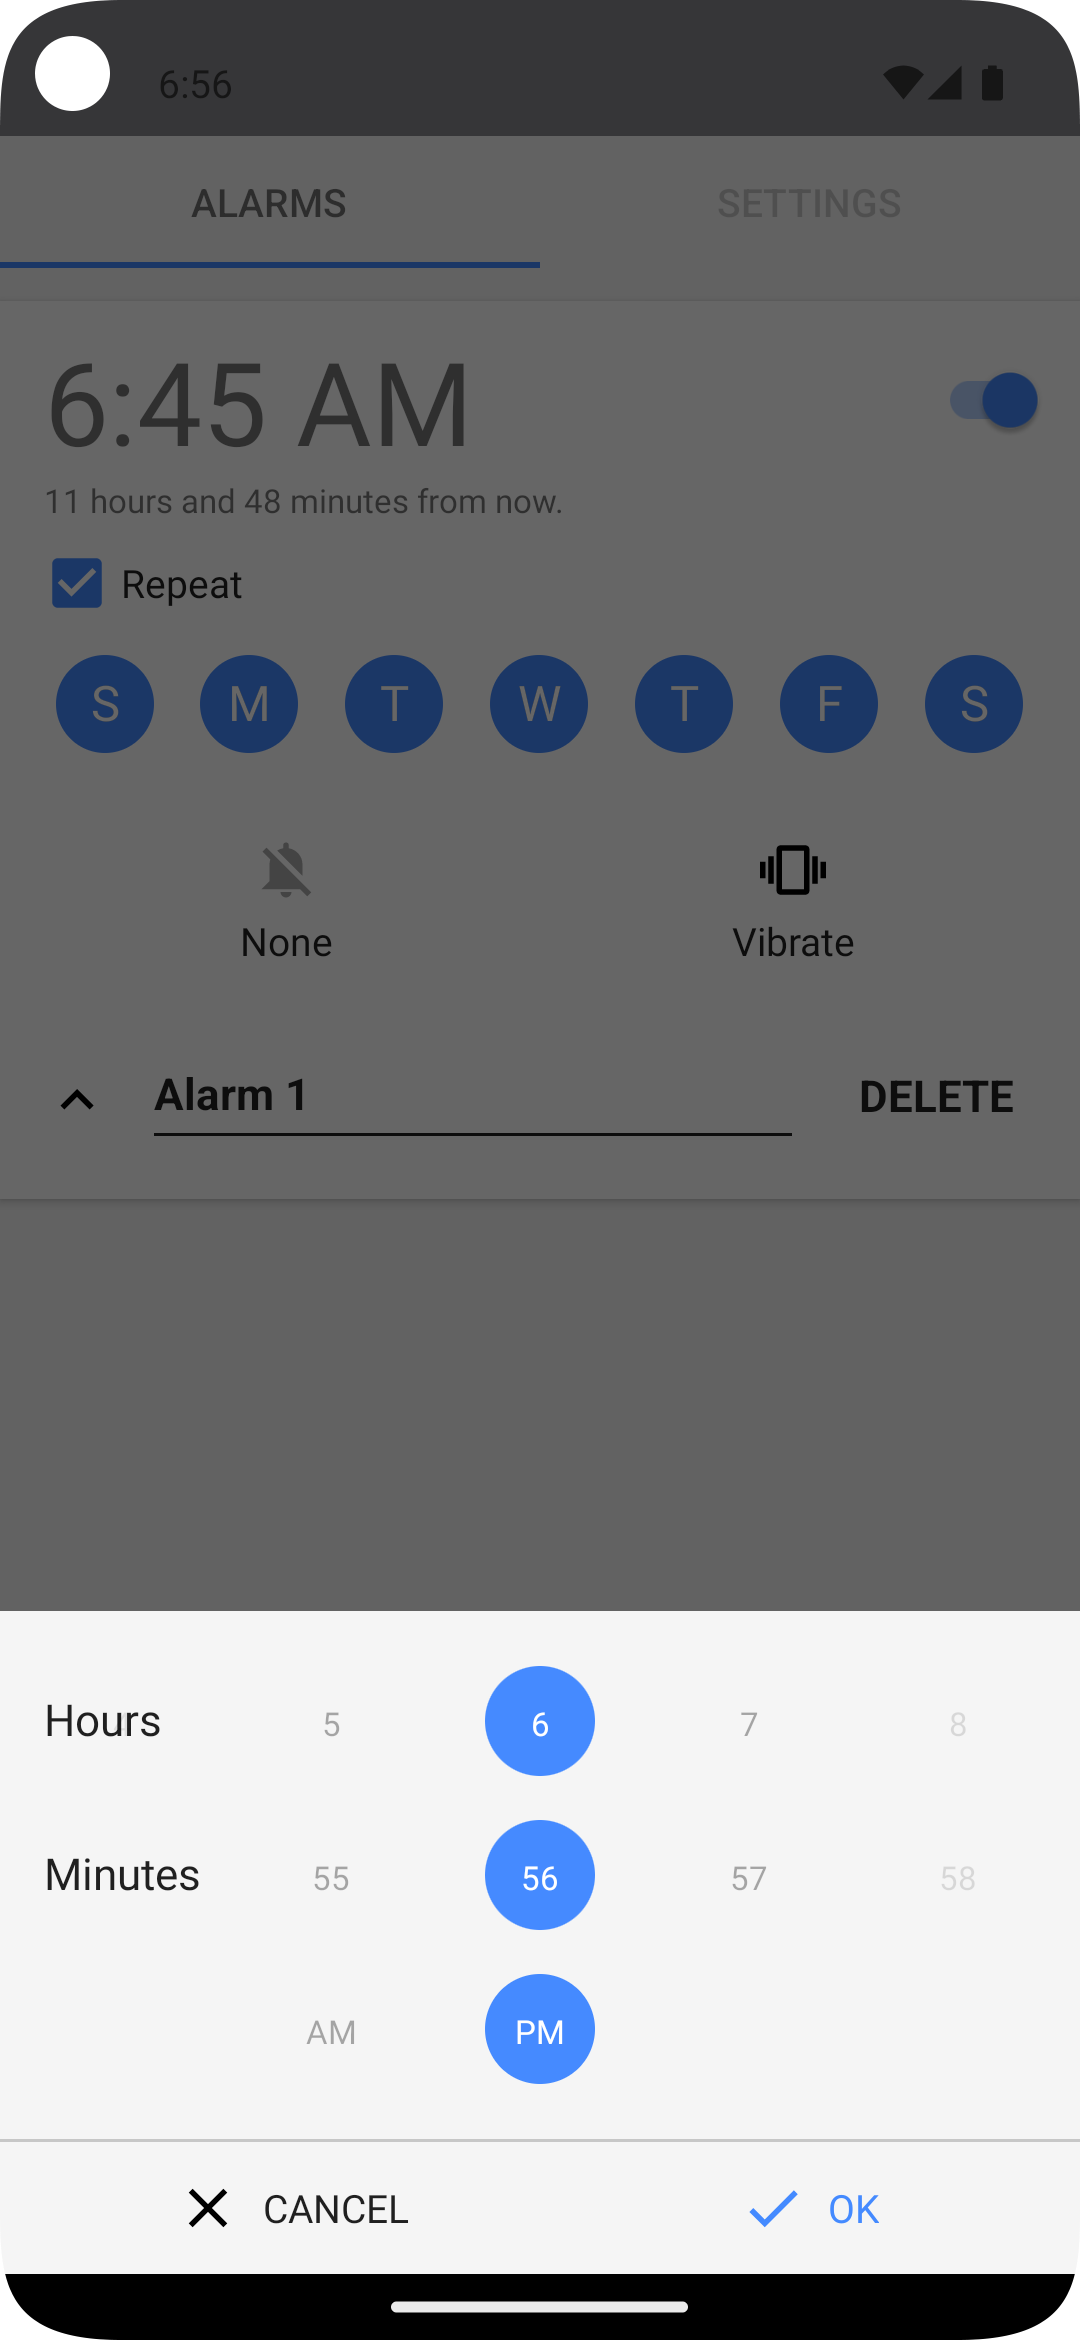 6:56
ALARMS SETTINGS
6:45 AM
11 hours and 48 minutes from now.
Repeat
S M T W T F S
None Vibrate
Alarm 1 DELETE
Hours 5 6 7 8
Minutes 55 56 57 58
AM PM
CANCEL OK